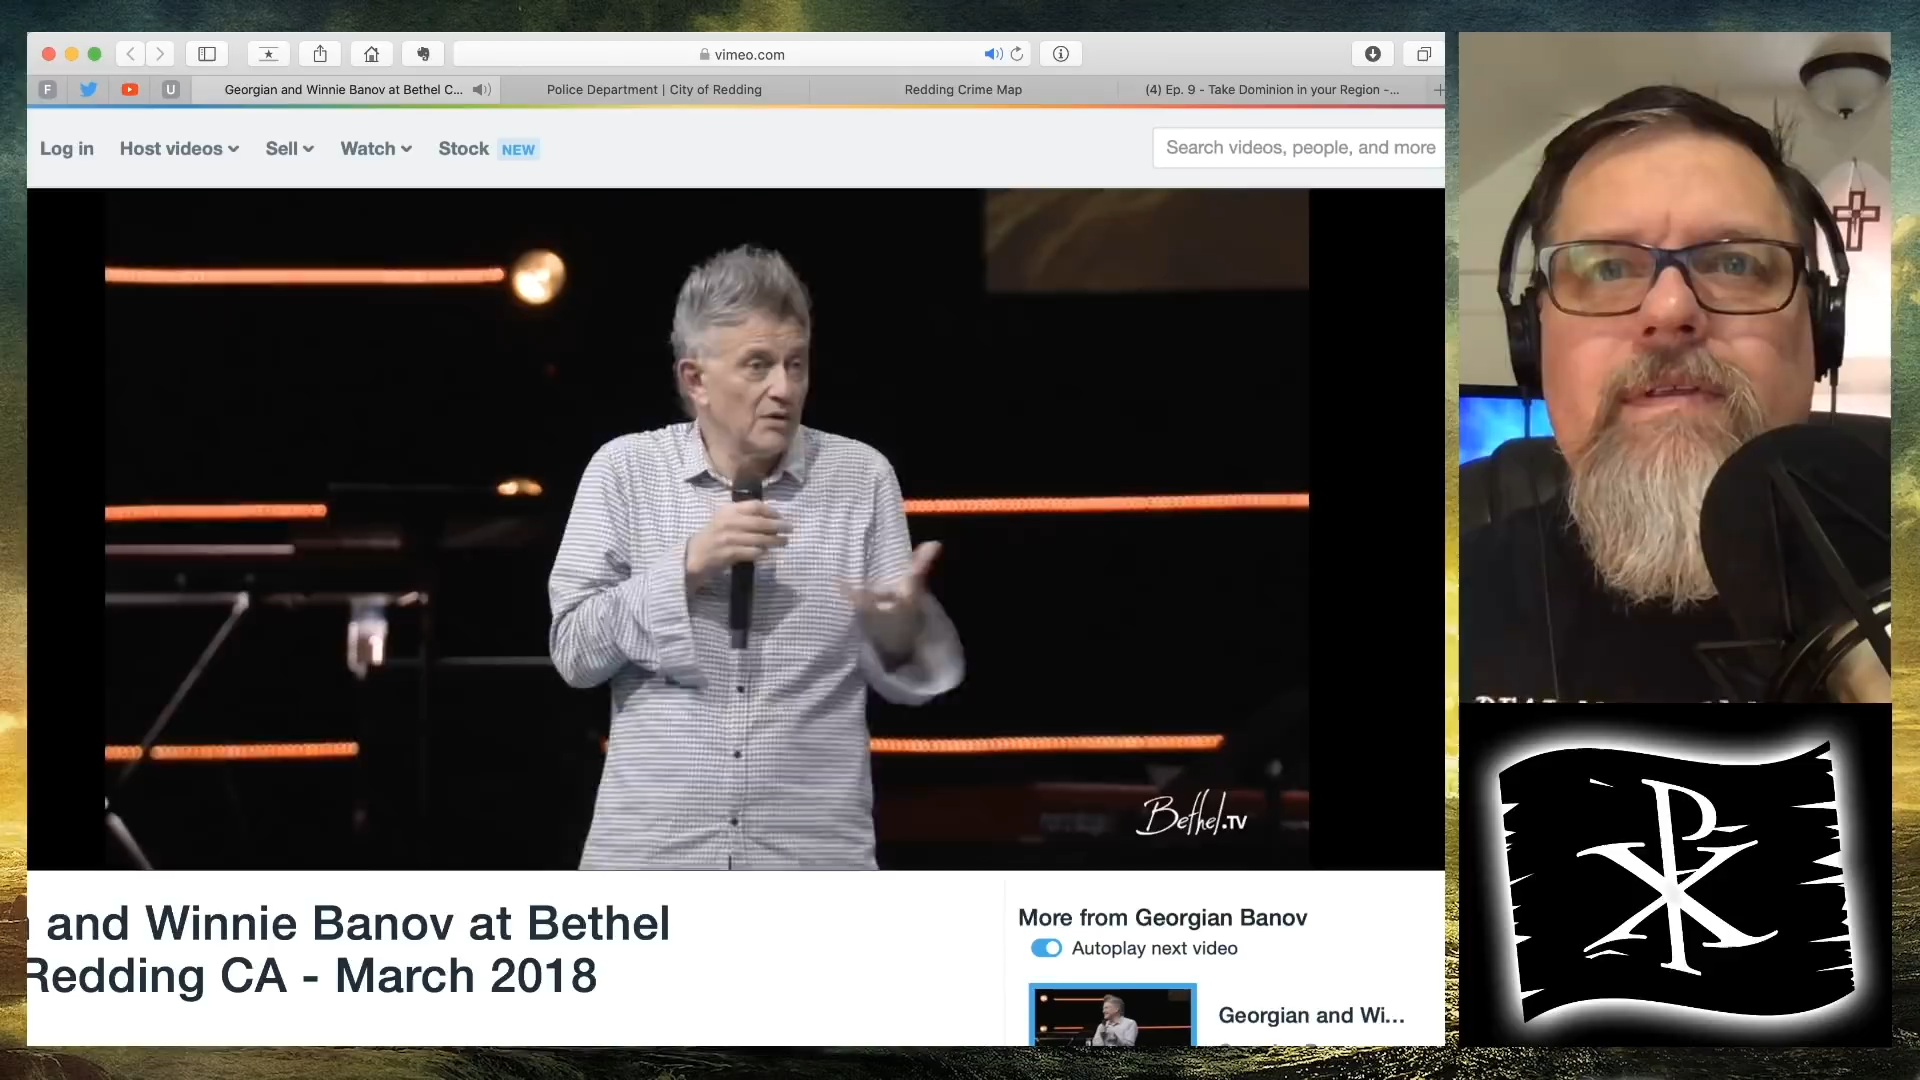 vimeo.com
F
U
Georgian and Winnie Banov at Bethel C...
Police Department | City of Redding
Redding Crime Map
(4) Ep. 9 - Take Dominion in your Region -...
Log in
Host videos
Sell
Watch
Stock NEW
Search videos, people, and more
Bethel.TV
and Winnie Banov at Bethel
Redding CA - March 2018
More from Georgian Banov
Autoplay next video
Georgian and Wi...